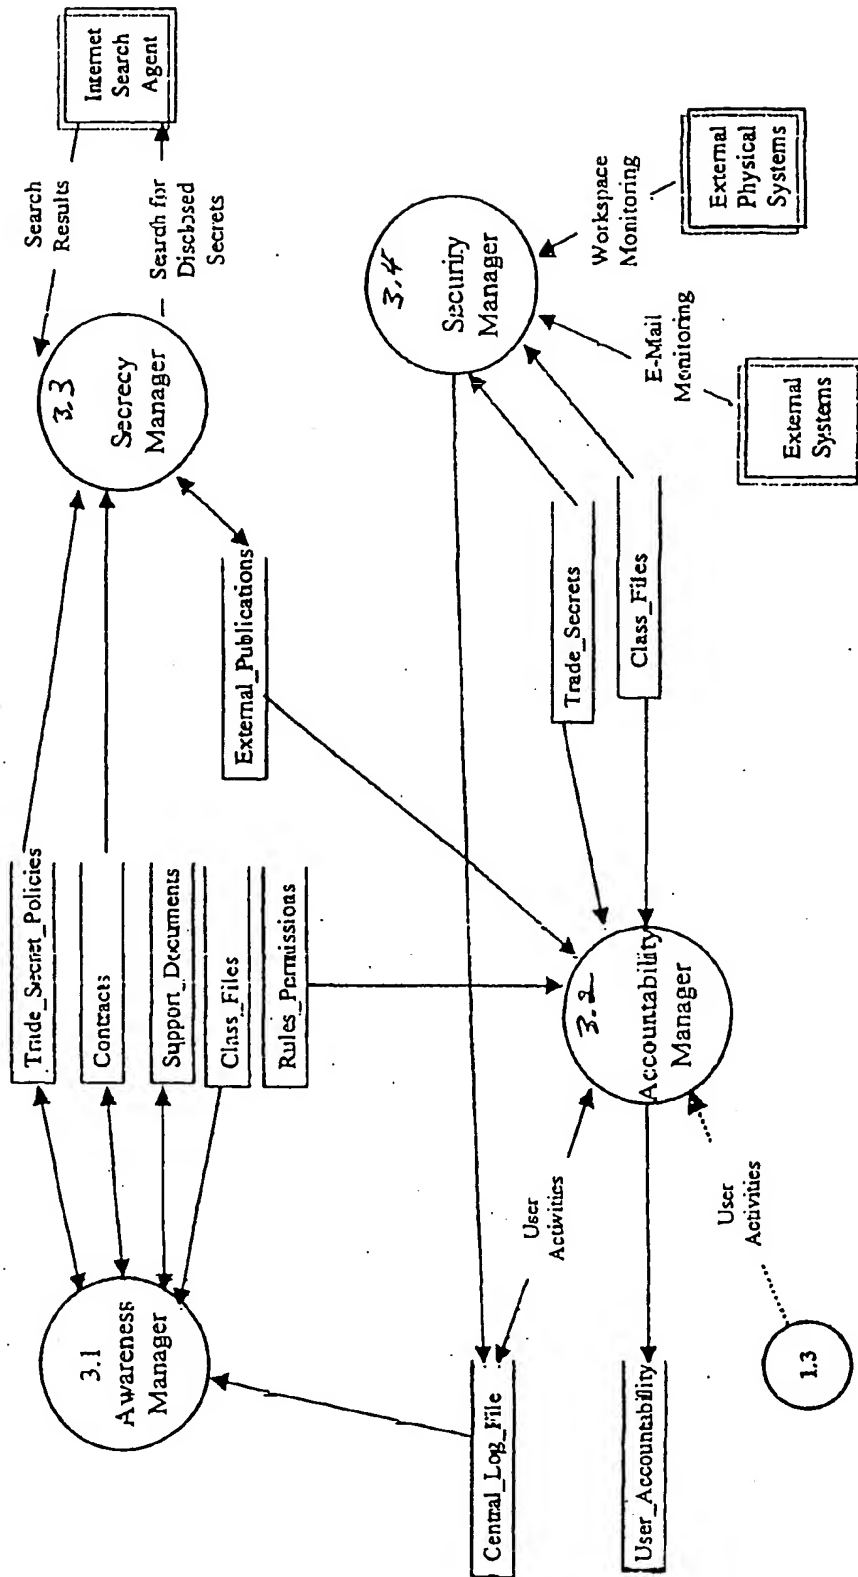 3.1
Awareness
Manager
Trade_Secret_Policies
Contracts
Support_Documents
Class_Files
Rules_Permissions
External_Publications
3.3
Secrecy
Manager
Search
Results
Search for
Disclosed
Secrets
Internet
Search
Agent
Central_Log_File
User_Accountability
User
Activities
User
Activities
1.3
3.2
Accountability
Manager
Trade_Secrets
Class_Files
3.4
Security
Manager
E-Mail
Monitoring
Workspace
Monitoring
External
Systems
External
Physical
Systems